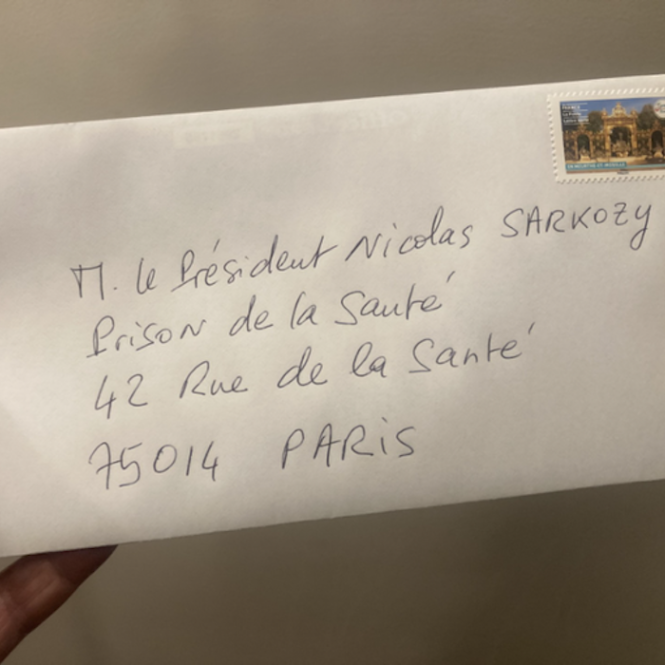 M. le Président Nicolas SARKOZY
Prison de la Santé
42 Rue de la Santé
75014 PARIS